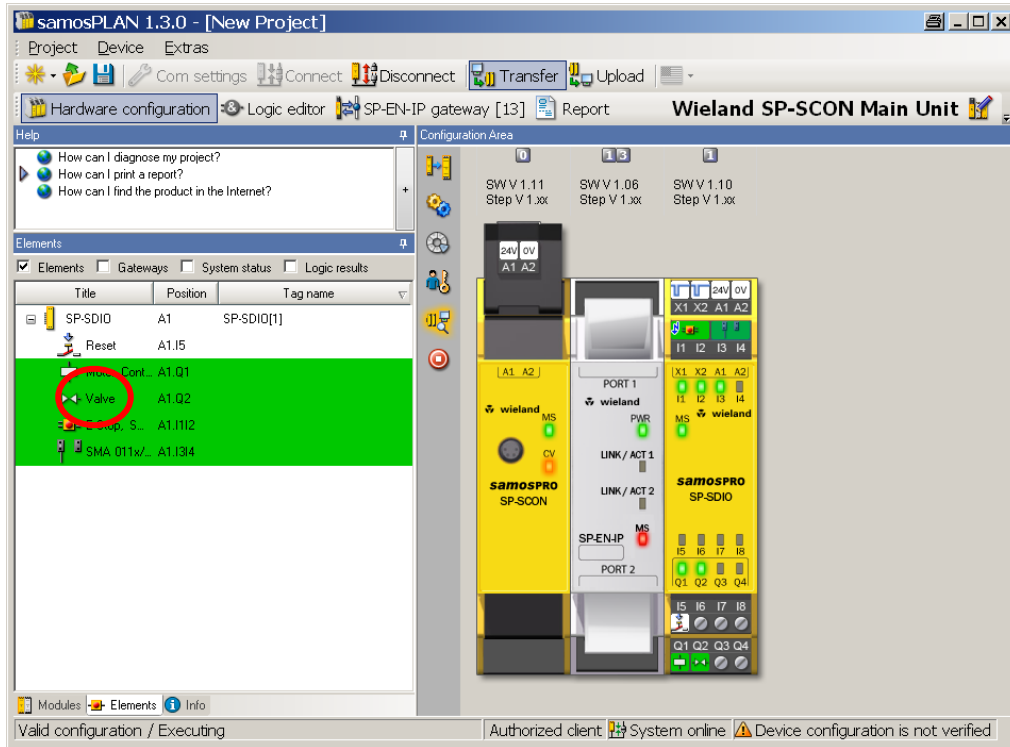 samosPLAN 1.3.0 - [New Project]
Project Device Extras
Com settings Connect Disconnect Transfer Upload
Hardware configuration Logic editor SP-EN-IP gateway [13] Report Wieland SP-SCON Main Unit
Help
How can I diagnose my project?
How can I print a report?
How can I find the product in the Internet?
Elements
Elements Gateways System status Logic results
Title Position Tag name
SP-SDIO A1 SP-SDIO[1]
Reset A1.I5
Motor Cont... A1.Q1
Valve A1.Q2
E-Stop, S... A1.I1I2
SMA 011x/... A1.I3I4
Modules Elements Info
Configuration Area
0 13 1
SW V 1.11 SW V 1.06 SW V 1.10
Step V 1.xx Step V 1.xx Step V 1.xx
24V 0V
A1 A2
A1 A2
wieland
MS
CV
samosPRO
SP-SCON
PORT 1
wieland
PWR
LINK / ACT 1
LINK / ACT 2
SP-EN-IP MS
PORT 2
24V 0V
X1 X2 A1 A2
I1 I2 I3 I4
X1 X2 A1 A2
I1 I2 I3 I4
MS wieland
samosPRO
SP-SDIO
I5 I6 I7 I8
Q1 Q2 Q3 Q4
I5 I6 I7 I8
Q1 Q2 Q3 Q4
Valid configuration / Executing Authorized client System online Device configuration is not verified